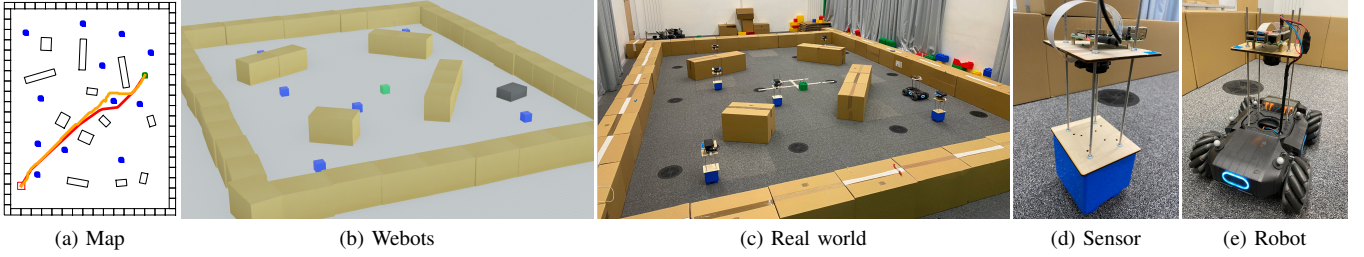 (a) Map
(b) Webots
(c) Real world
(d) Sensor
(e) Robot